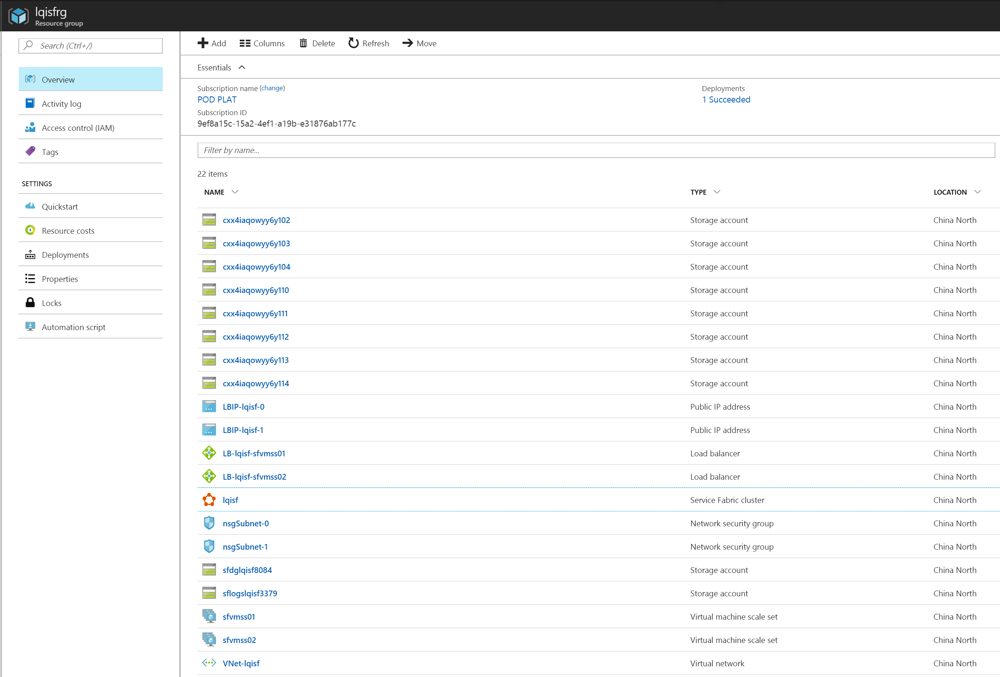 lqisfrg
Resource group
Search (Ctrl+/)
Overview
Activity log
Access control (IAM)
Tags
SETTINGS
Quickstart
Resource costs
Deployments
Properties
Locks
Automation script
Add Columns Delete Refresh Move
Essentials
Subscription name (change) Deployments
POD PLAT 1 Succeeded
Subscription ID
9ef8a15c-15a2-4ef1-a19b-e31876ab177c
Filter by name...
22 items
NAME TYPE LOCATION
cxx4iaqowyy6y102 Storage account China North
cxx4iaqowyy6y103 Storage account China North
cxx4iaqowyy6y104 Storage account China North
cxx4iaqowyy6y110 Storage account China North
cxx4iaqowyy6y111 Storage account China North
cxx4iaqowyy6y112 Storage account China North
cxx4iaqowyy6y113 Storage account China North
cxx4iaqowyy6y114 Storage account China North
LBIP-lqisf-0 Public IP address China North
LBIP-lqisf-1 Public IP address China North
LB-lqisf-sfvmss01 Load balancer China North
LB-lqisf-sfvmss02 Load balancer China North
lqisf Service Fabric cluster China North
nsgSubnet-0 Network security group China North
nsgSubnet-1 Network security group China North
sfdglqisf8084 Storage account China North
sflogslqisf3379 Storage account China North
sfvmss01 Virtual machine scale set China North
sfvmss02 Virtual machine scale set China North
VNet-lqisf Virtual network China North